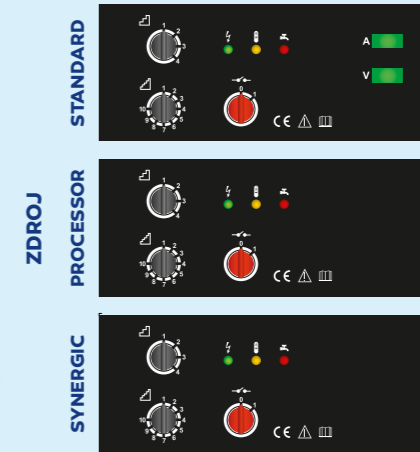 ZDROJ
STANDARD
1 2 3 4
A
V
1 2 3 4 5 6 7 8 9 10
0 1
CE
PROCESSOR
1 2 3 4
1 2 3 4 5 6 7 8 9 10
0 1
CE
SYNERGIC
1 2 3 4
1 2 3 4 5 6 7 8 9 10
0 1
CE